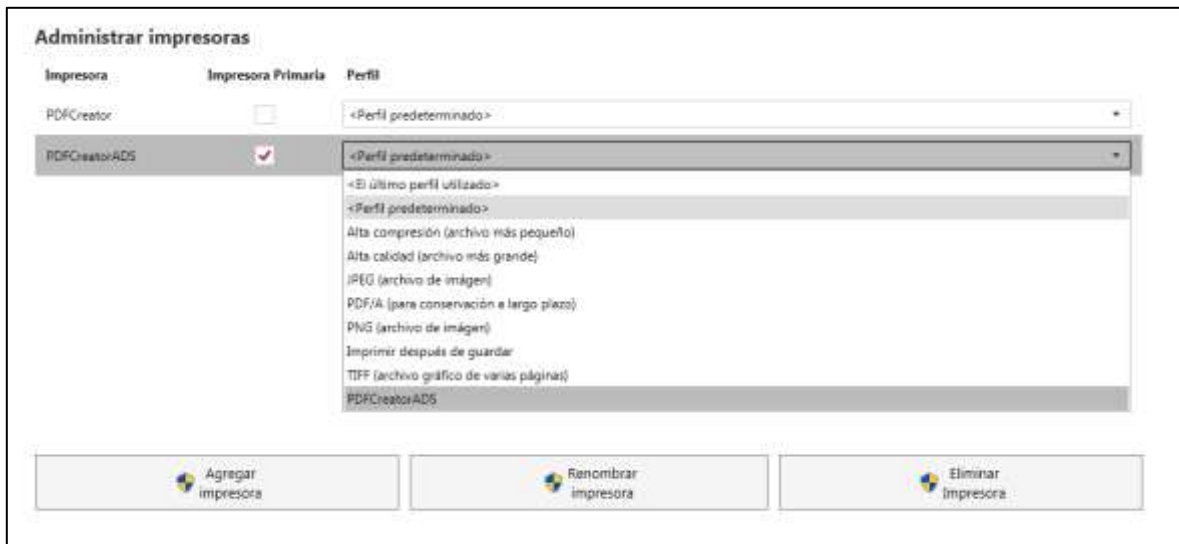 Administrar impresoras
Impresora Impresora Primaria Perfil
PDFCreator <Perfil predeterminado>
PDFCreatorADS <Perfil predeterminado>
<El último perfil utilizado>
<Perfil predeterminado>
Alta compresión (archivo más pequeño)
Alta calidad (archivo más grande)
JPEG (archivo de imágen)
PDF/A (para conservación a largo plazo)
PNG (archivo de imágen)
Imprimir después de guardar
TIFF (archivo gráfico de varias páginas)
PDFCreatorADS
Agregar
impresora
Renombrar
impresora
Eliminar
Impresora